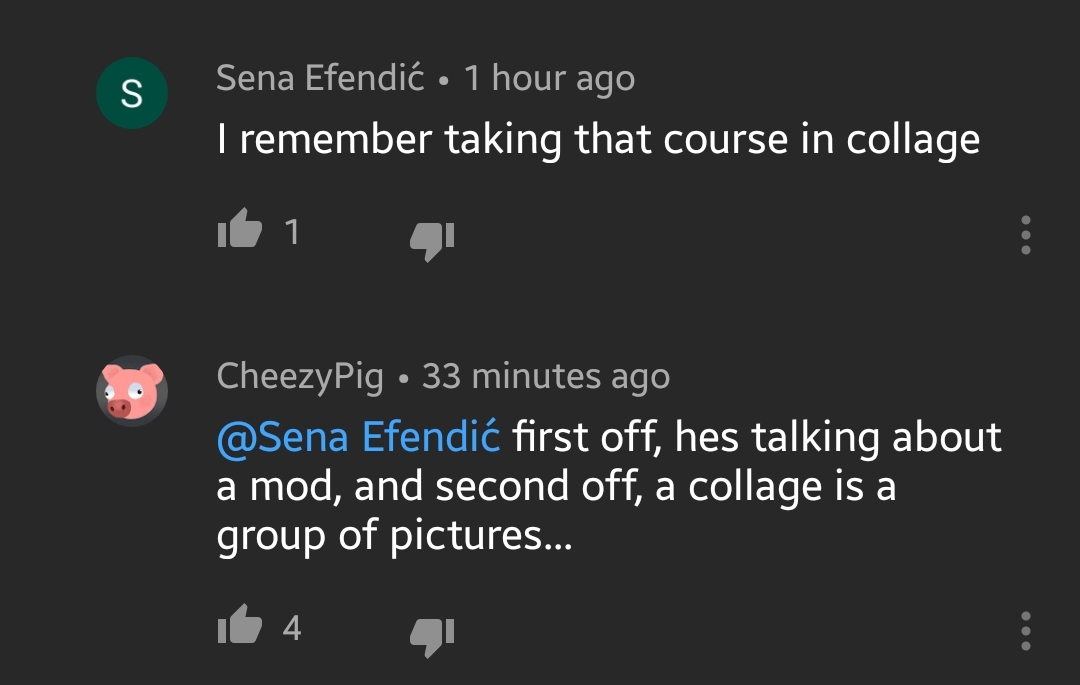 S
Sena Efendić • 1 hour ago
I remember taking that course in collage
1
CheezyPig • 33 minutes ago
@Sena Efendić first off, hes talking about
a mod, and second off, a collage is a
group of pictures...
4